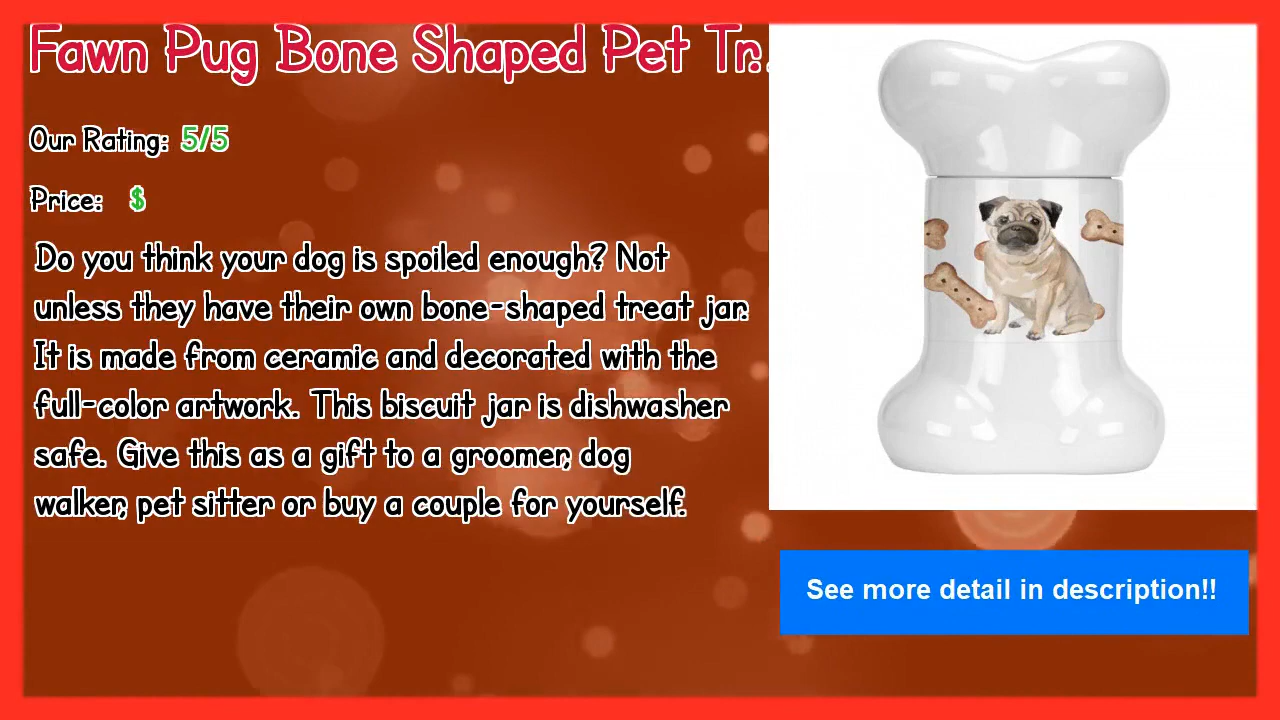 Fawn Pug Bone Shaped Pet Tr..
Our Rating: 5/5
Price: $
Do you think your dog is spoiled enough? Not
unless they have their own bone-shaped treat jar.
It is made from ceramic and decorated with the
full-color artwork. This biscuit jar is dishwasher
safe. Give this as a gift to a groomer, dog
walker, pet sitter or buy a couple for yourself.
See more detail in description!!